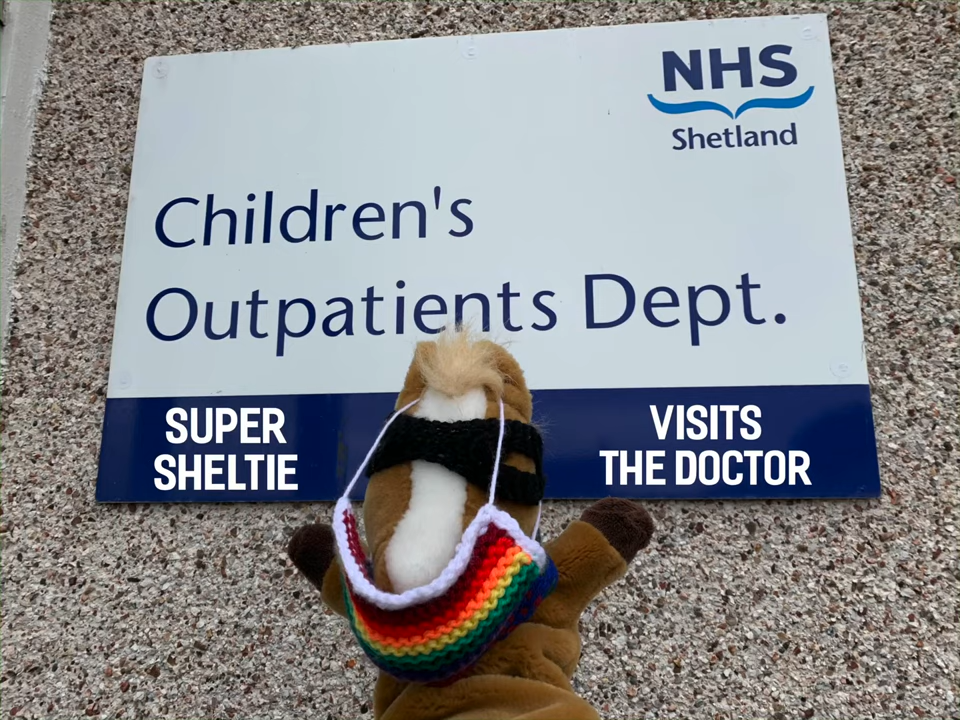 NHS
Shetland
Children's
Outpatients Dept.
SUPER
SHELTIE
VISITS
THE DOCTOR